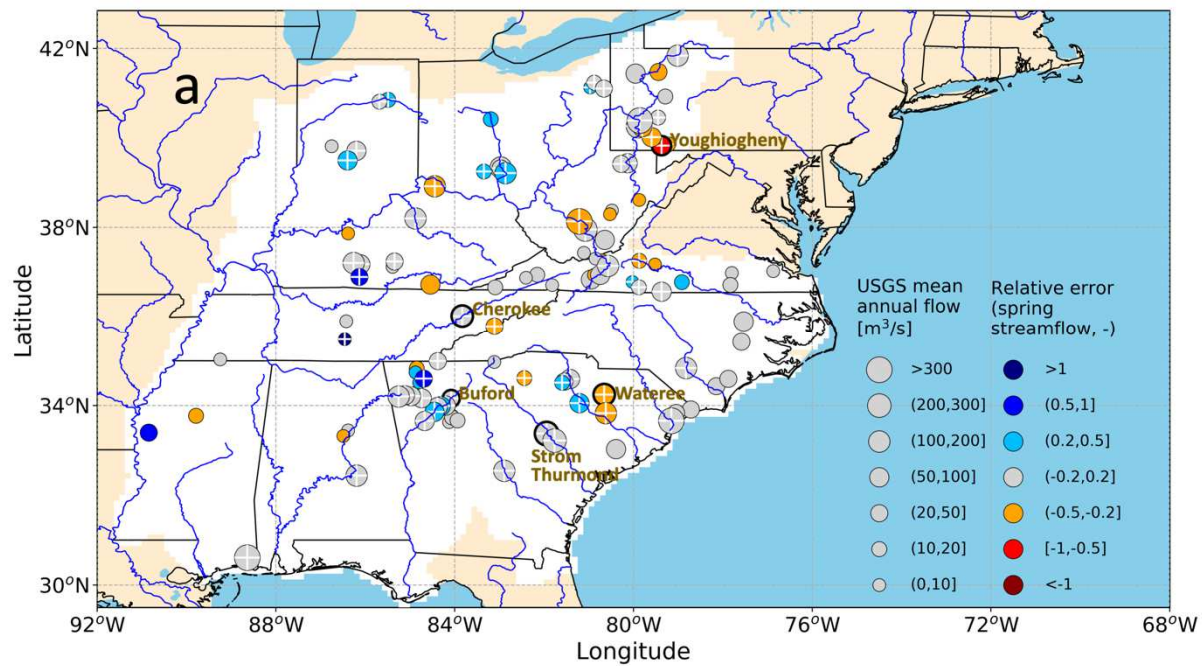 42°N
a
Youghiogheny
38°N
Latitude
Cherokee
34°N
Buford
Wateree
Strom
Thurmond
30°N
USGS mean
annual flow
[m³/s]
>300
(200,300]
(100,200]
(50,100]
(20,50]
(10,20]
(0,10]
Relative error
(spring
streamflow, -)
>1
(0.5,1]
(0.2,0.5]
(-0.2,0.2]
(-0.5,-0.2]
[-1,-0.5]
<-1
92°W 88°W 84°W 80°W 76°W 72°W 68°W
Longitude